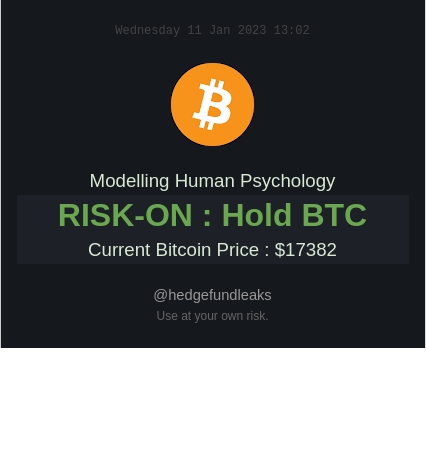 Wednesday 11 Jan 2023 13:02
Modelling Human Psychology
RISK-ON : Hold BTC
Current Bitcoin Price : $17382
@hedgefundleaks
Use at your own risk.